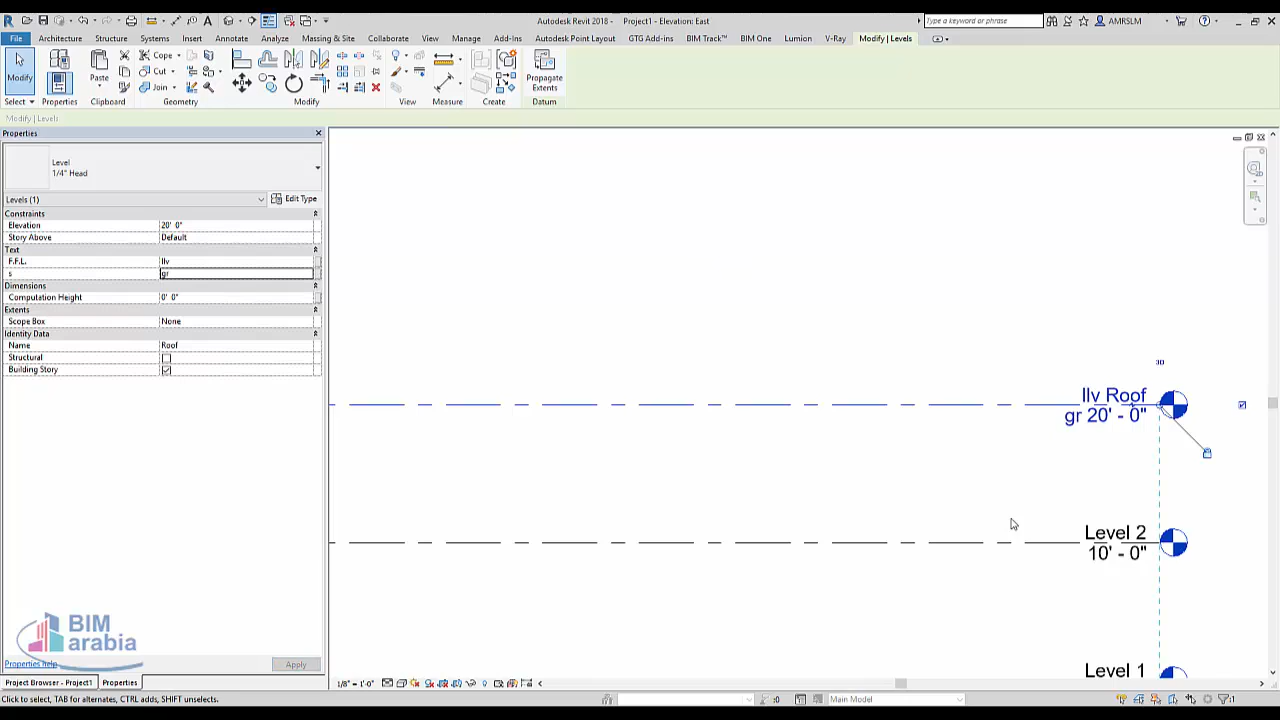 Autodesk Revit 2018 - Project1 - Elevation: East
Type a keyword or phrase
AMRSLM
File Architecture Structure Systems Insert Annotate Analyze Massing & Site Collaborate View Manage Add-Ins Autodesk Point Layout GTG Add-ins BIM Track™ BIM One Lumion V-Ray Modify | Levels
Modify
Paste
Cope
Cut
Join
Propagate
Extents
Select Properties Clipboard Geometry Modify View Measure Create Datum
Modify | Levels
Properties
Level
1/4" Head
Levels (1)
Edit Type
Constraints
Elevation 20' 0"
Story Above Default
Text
F.F.L. llv
s gr
Dimensions
Computation Height 0' 0"
Extents
Scope Box None
Identity Data
Name Roof
Structural
Building Story
3D
llv Roof
gr 20' - 0"
Level 2
10' - 0"
Level 1
BIM
arabia
Properties help
Apply
Project Browser - Project1 Properties
1/8" = 1'-0"
Click to select, TAB for alternates, CTRL adds, SHIFT unselects.
:0
Main Model
:1